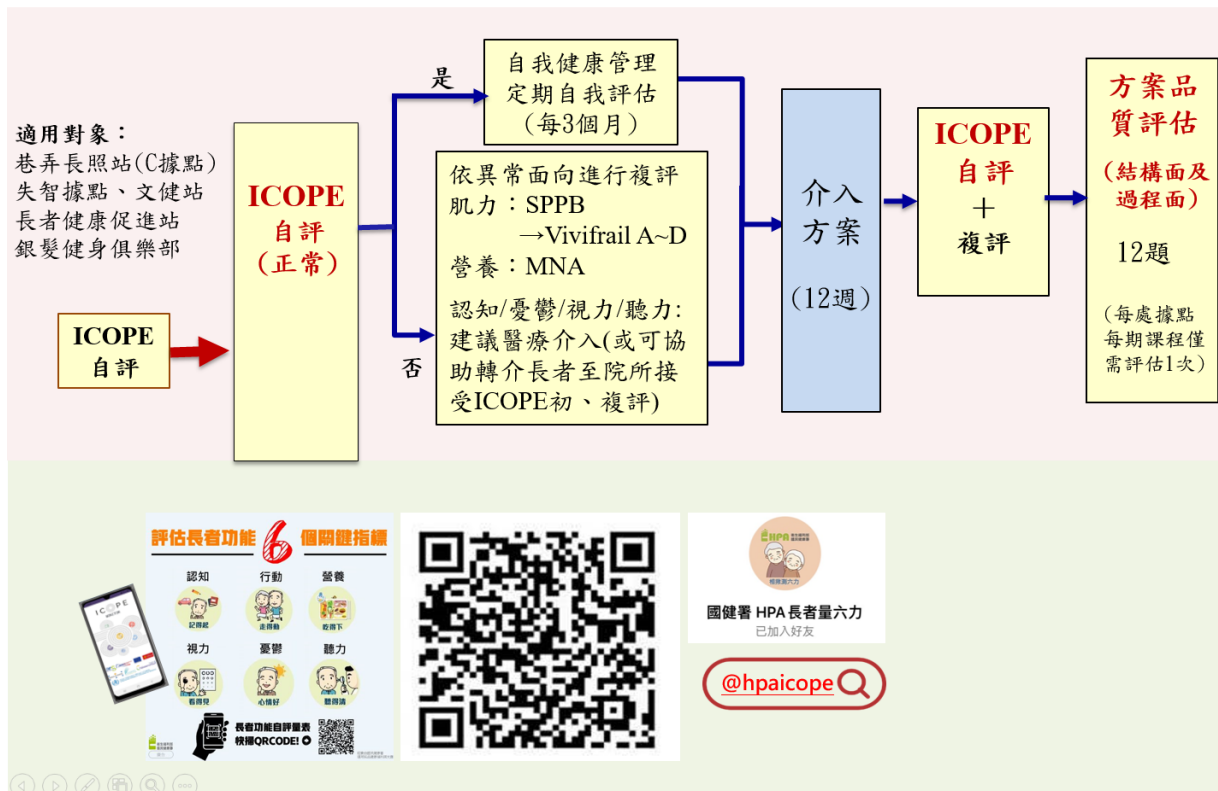 適用對象：
巷弄長照站(C據點)
失智據點、文健站
長者健康促進站
銀髮健身俱樂部
ICOPE
自評
ICOPE
自評
(正常)
是
自我健康管理
定期自我評估
(每3個月)
否
依異常面向進行複評
肌力：SPPB
→Vivifrail A~D
營養：MNA
認知/憂鬱/視力/聽力:
建議醫療介入(或可協
助轉介長者至院所接
受ICOPE初、複評)
介入
方案
(12週)
ICOPE
自評
＋
複評
方案品
質評估
(結構面及
過程面)
12題
(每處據點
每期課程僅
需評估1次)
ICOPE
評估長者功能6個關鍵指標
認知 行動 營養
記得起 走得動 吃得下
視力 憂鬱 聽力
看得見 心情好 聽得清
長者功能自評量表
快掃QRCODE!
HPA
國健署 HPA 長者量六力
已加入好友
@hpaicope